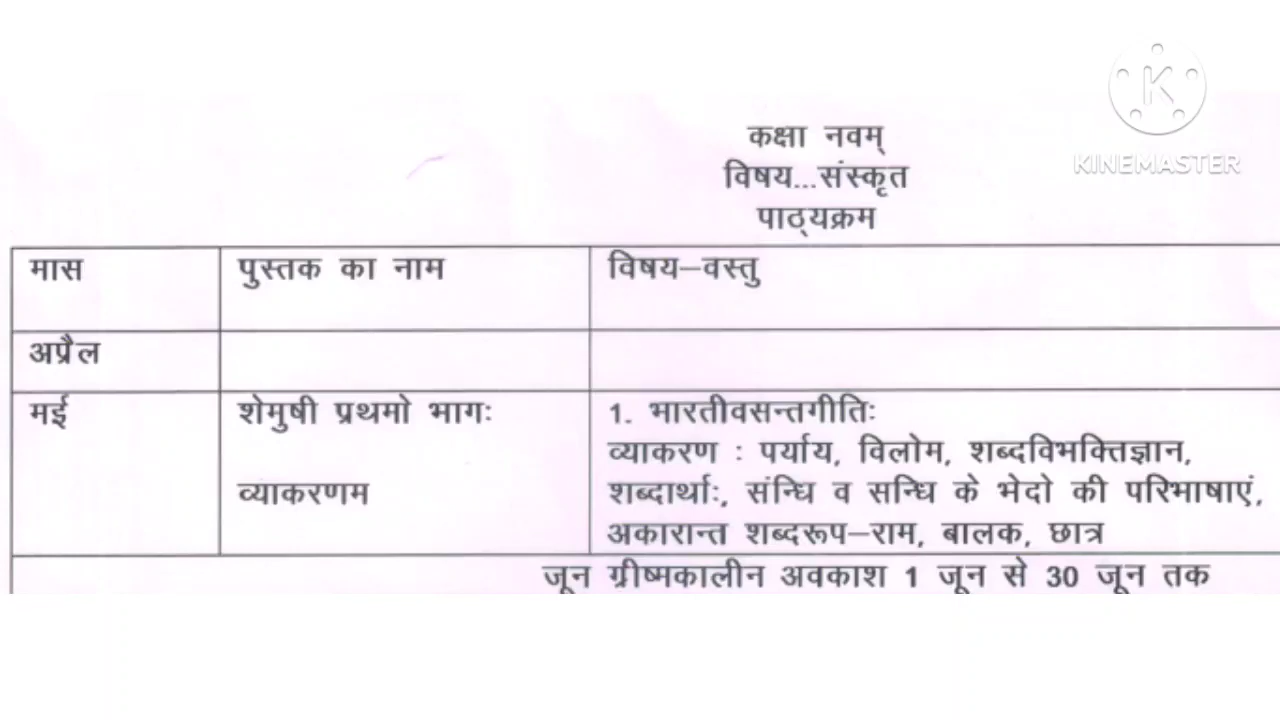 K
KINEMASTER
कक्षा नवम्
विषय...संस्कृत
पाठ्यक्रम
मास पुस्तक का नाम विषय–वस्तु
अप्रैल
मई शेमुषी प्रथमो भागः 1. भारतीवसन्तगीतिः
व्याकरण : पर्याय, विलोम, शब्दविभक्तिज्ञान,
व्याकरणम शब्दार्थाः, संन्धि व सन्धि के भेदो की परिभाषाएं,
अकारान्त शब्दरूप–राम, बालक, छात्र
जून ग्रीष्मकालीन अवकाश 1 जून से 30 जून तक